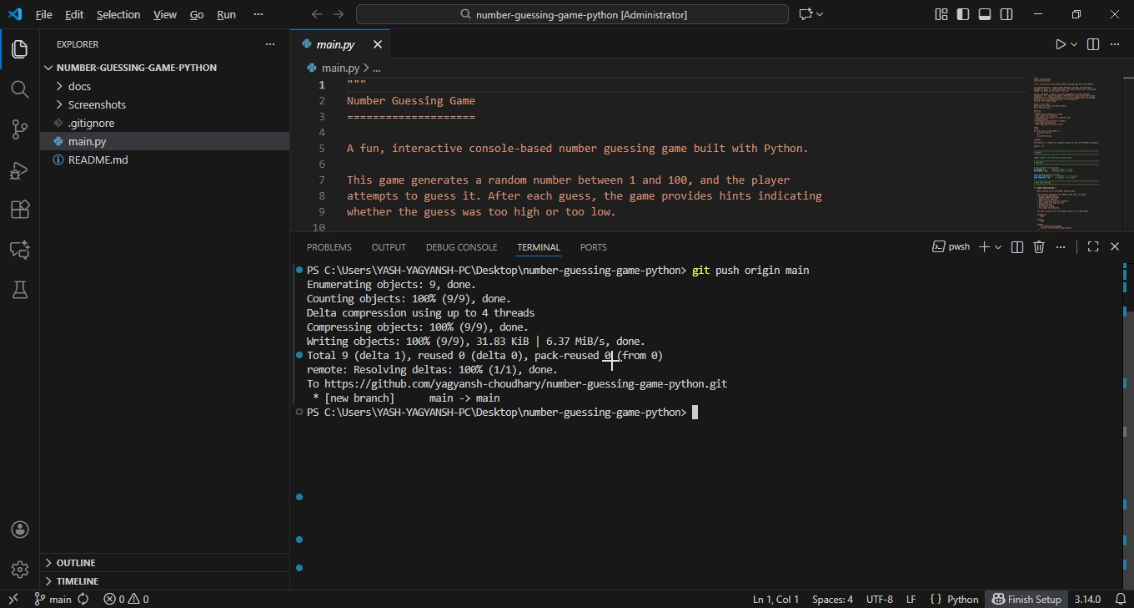 File Edit Selection View Go Run ···
number-guessing-game-python [Administrator]
EXPLORER ···
NUMBER-GUESSING-GAME-PYTHON
docs
Screenshots
.gitignore
main.py
README.md
OUTLINE
TIMELINE
main.py
main.py > ...
1 """
2 Number Guessing Game
3 ====================
4
5 A fun, interactive console-based number guessing game built with Python.
6
7 This game generates a random number between 1 and 100, and the player
8 attempts to guess it. After each guess, the game provides hints indicating
9 whether the guess was too high or too low.
10
PROBLEMS OUTPUT DEBUG CONSOLE TERMINAL PORTS pwsh
PS C:\Users\YASH-YAGYANSH-PC\Desktop\number-guessing-game-python> git push origin main
Enumerating objects: 9, done.
Counting objects: 100% (9/9), done.
Delta compression using up to 4 threads
Compressing objects: 100% (9/9), done.
Writing objects: 100% (9/9), 31.83 KiB | 6.37 MiB/s, done.
Total 9 (delta 1), reused 0 (delta 0), pack-reused 0 (from 0)
remote: Resolving deltas: 100% (1/1), done.
To https://github.com/yagyansh-choudhary/number-guessing-game-python.git
* [new branch] main -> main
PS C:\Users\YASH-YAGYANSH-PC\Desktop\number-guessing-game-python>
main 0 0 Ln 1, Col 1 Spaces: 4 UTF-8 LF {} Python Finish Setup 3.14.0